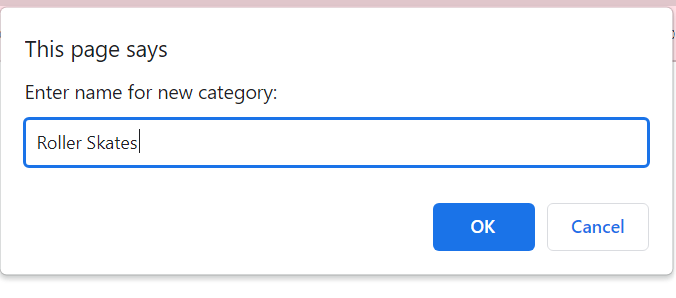 This page says
Enter name for new category:
Roller Skates
OK
Cancel